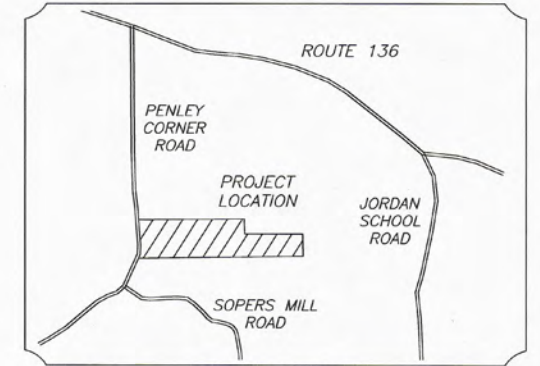 ROUTE 136
PENLEY
CORNER
ROAD
PROJECT
LOCATION
JORDAN
SCHOOL
ROAD
SOPERS MILL
ROAD